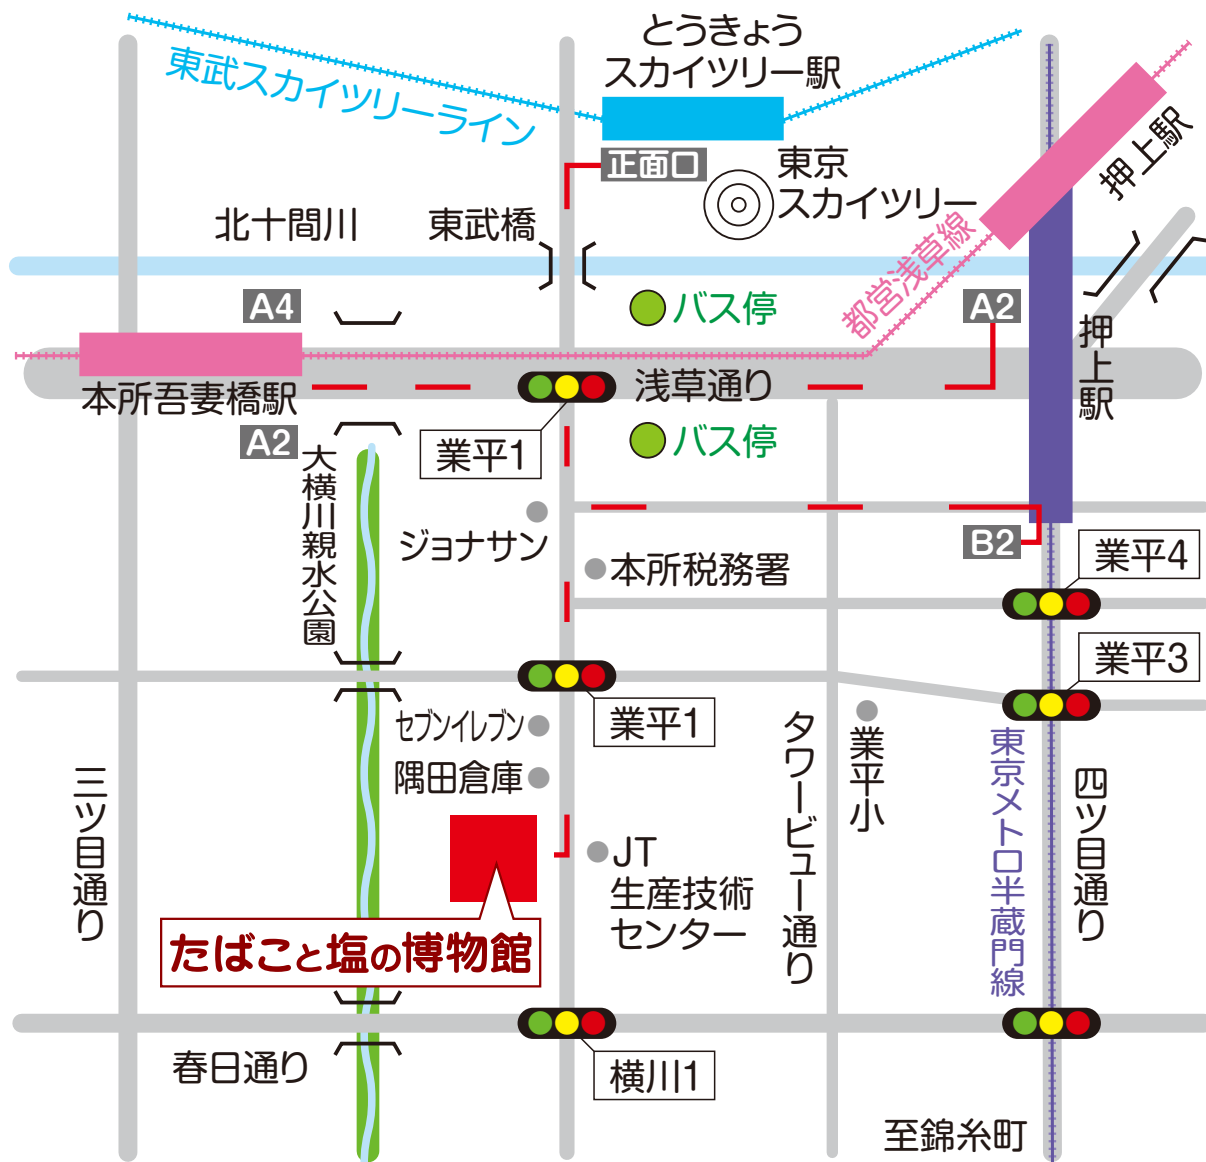 とうきょう
スカイツリー駅
東武スカイツリーライン
正面口
東京
スカイツリー
押上駅
北十間川
東武橋
都営浅草線
A4
バス停
A2
押上駅
本所吾妻橋駅
浅草通り
A2
業平1
バス停
大横川親水公園
ジョナサン
本所税務署
B2
業平4
業平3
セブンイレブン
業平1
隅田倉庫
タワービュー通り
業平小
東京メトロ半蔵門線
四ツ目通り
三ツ目通り
JT
生産技術
センター
たばこと塩の博物館
春日通り
横川1
至錦糸町